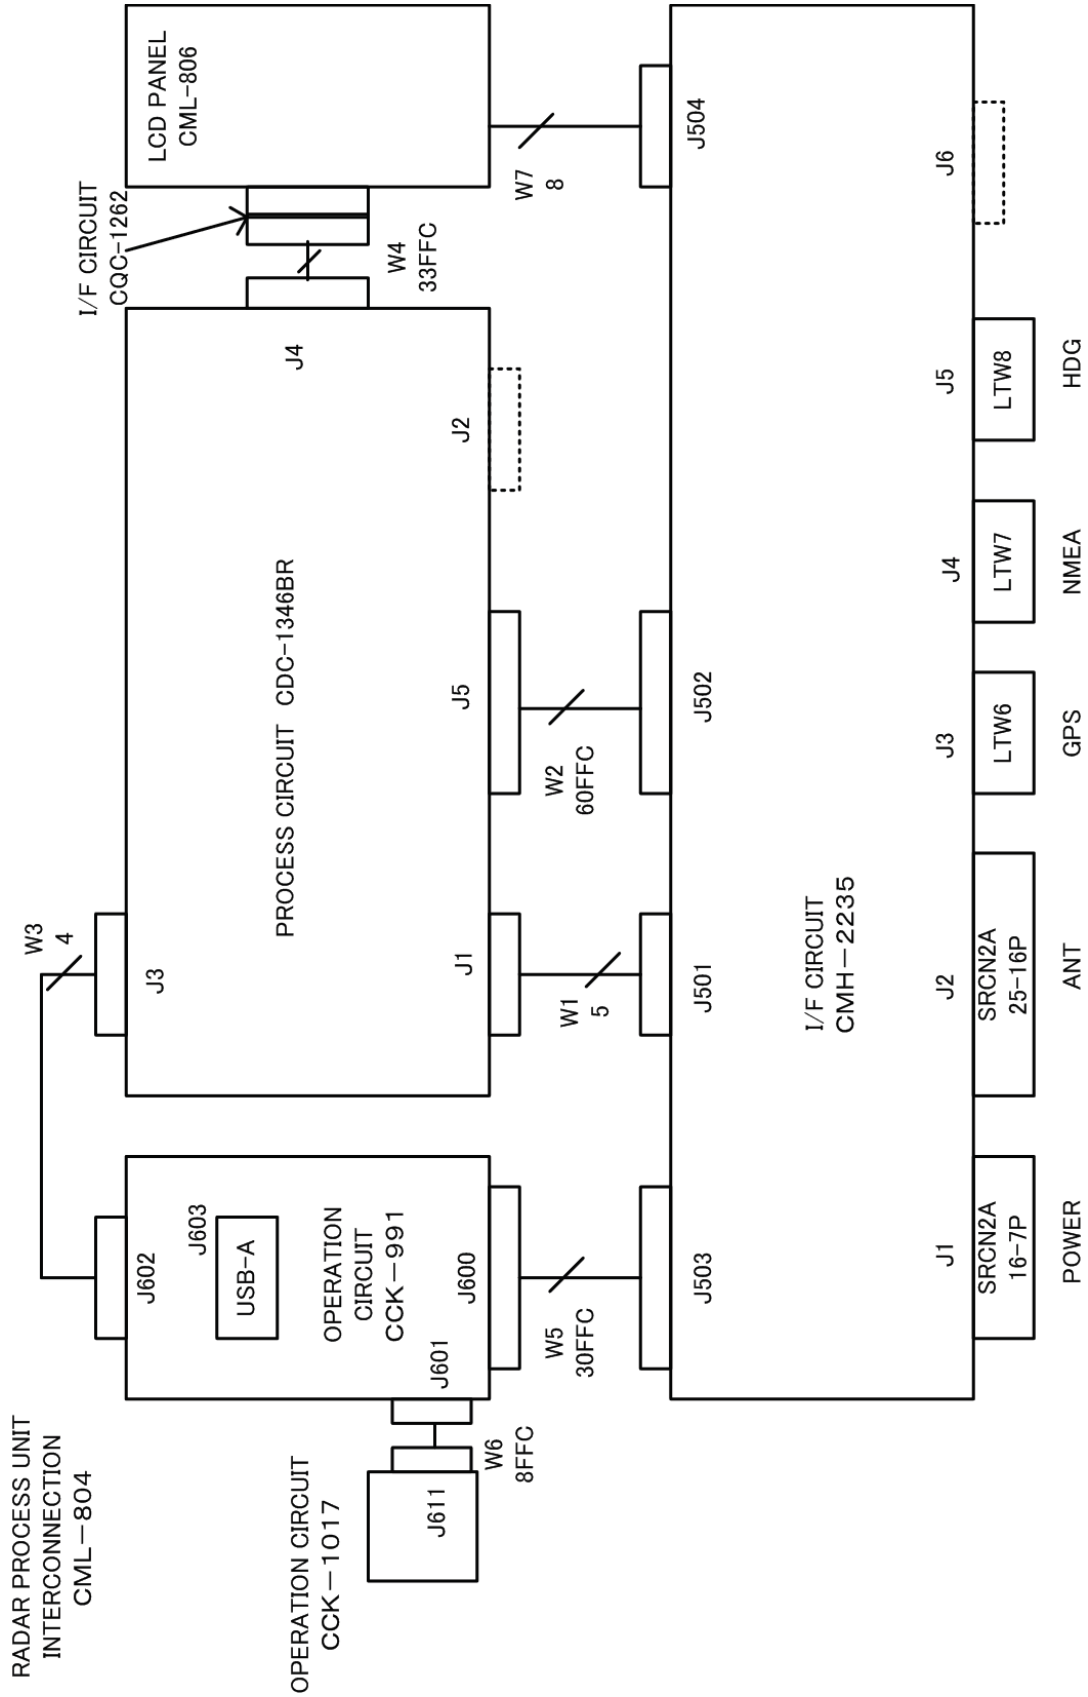 RADAR PROCESS UNIT
INTERCONNECTION
CML－804
OPERATION CIRCUIT
CCK－1017
J611
W6
8FFC
J602
J603
USB-A
OPERATION
CIRCUIT
CCK-991
J601
J600
W3
4
J3
PROCESS CIRCUIT CDC-1346BR
J1
J5
J2
J4
I/F CIRCUIT
CQC-1262
W4
33FFC
LCD PANEL
CML-806
W5
30FFC
W1
5
W2
60FFC
W7
8
J503
J501
J502
J504
I/F CIRCUIT
CMH－2235
J1
J2
J3
J4
J5
J6
SRCN2A
16-7P
SRCN2A
25-16P
LTW6
LTW7
LTW8
POWER
ANT
GPS
NMEA
HDG